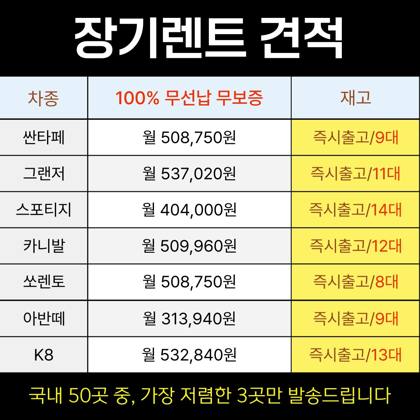 장기렌트 견적
차종 100% 무선납 무보증 재고
싼타페 월 508,750원 즉시출고/9대
그랜저 월 537,020원 즉시출고/11대
스포티지 월 404,000원 즉시출고/14대
카니발 월 509,960원 즉시출고/12대
쏘렌토 월 508,750원 즉시출고/8대
아반떼 월 313,940원 즉시출고/9대
K8 월 532,840원 즉시출고/13대
국내 50곳 중, 가장 저렴한 3곳만 발송드립니다